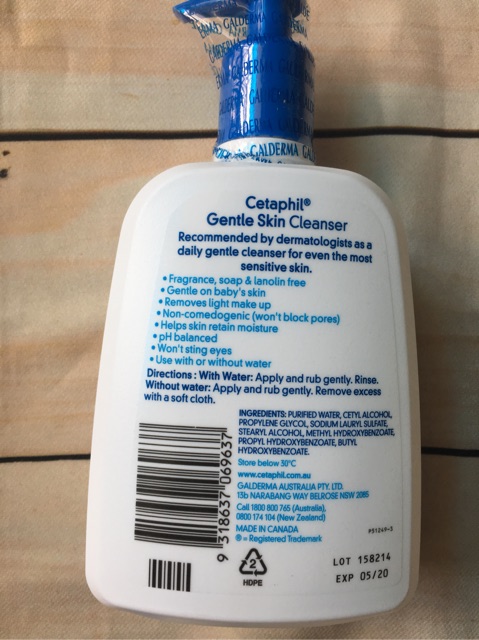 GALDERMA
GALDERMA
GALDERMA
Cetaphil®
Gentle Skin Cleanser
Recommended by dermatologists as a
daily gentle cleanser for even the most
sensitive skin.
• Fragrance, soap & lanolin free
• Gentle on baby's skin
• Removes light make up
• Non-comedogenic (won't block pores)
• Helps skin retain moisture
• pH balanced
• Won't sting eyes
• Use with or without water
Directions : With Water: Apply and rub gently. Rinse.
Without water: Apply and rub gently. Remove excess
with a soft cloth.
INGREDIENTS: PURIFIED WATER, CETYL ALCOHOL,
PROPYLENE GLYCOL, SODIUM LAURYL SULFATE,
STEARYL ALCOHOL, METHYL HYDROXYBENZOATE,
PROPYL HYDROXYBENZOATE, BUTYL
HYDROXYBENZOATE.
Store below 30°C
www.cetaphil.com.au
GALDERMA AUSTRALIA PTY. LTD.
13b NARABANG WAY BELROSE NSW 2085
Call 1800 800 765 (Australia),
0800 174 104 (New Zealand)
MADE IN CANADA
® = Registered Trademark
P51249-3
9 318637 069637
2
HDPE
LOT 158214
EXP 05/20